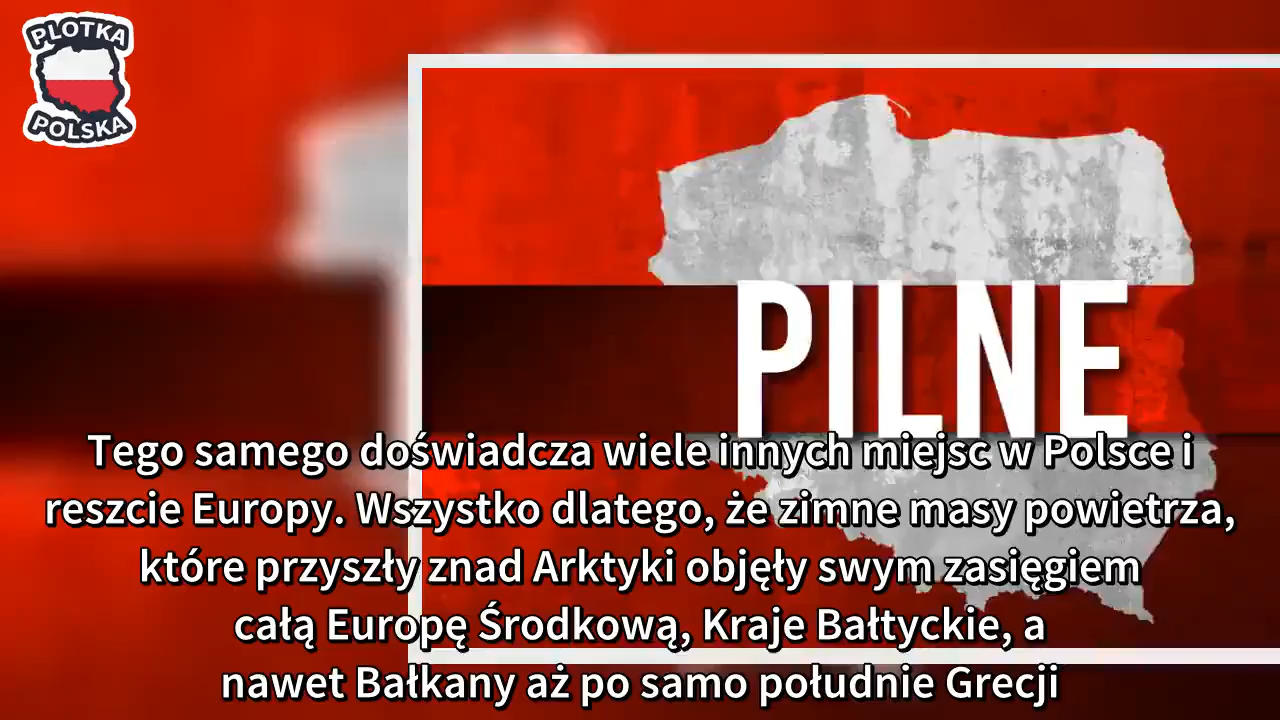 PLOTKA
POLSKA
PILNE
Tego samego doświadcza wiele innych miejsc w Polsce i
reszcie Europy. Wszystko dlatego, że zimne masy powietrza,
które przyszły znad Arktyki objęły swym zasięgiem
całą Europę Środkową, Kraje Bałtyckie, a
nawet Bałkany aż po samo południe Grecji